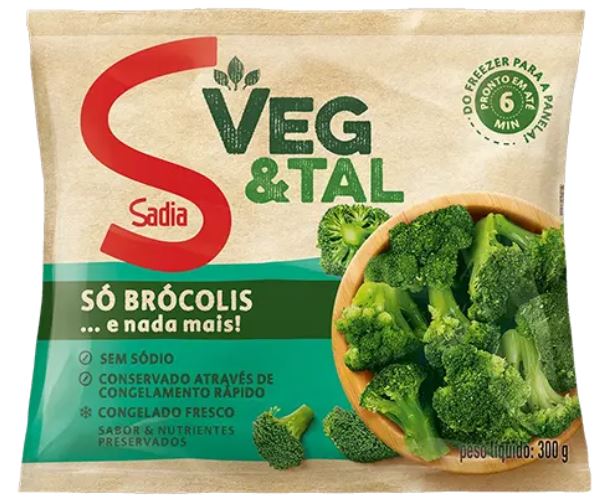 Sadia
VEG
&TAL
DO FREEZER PARA A PANELA!
PRONTO EM ATÉ
6
MIN
SÓ BRÓCOLIS
... e nada mais!
SEM SÓDIO
CONSERVADO ATRAVÉS DE
CONGELAMENTO RÁPIDO
CONGELADO FRESCO
SABOR & NUTRIENTES
PRESERVADOS
peso líquido: 300 g